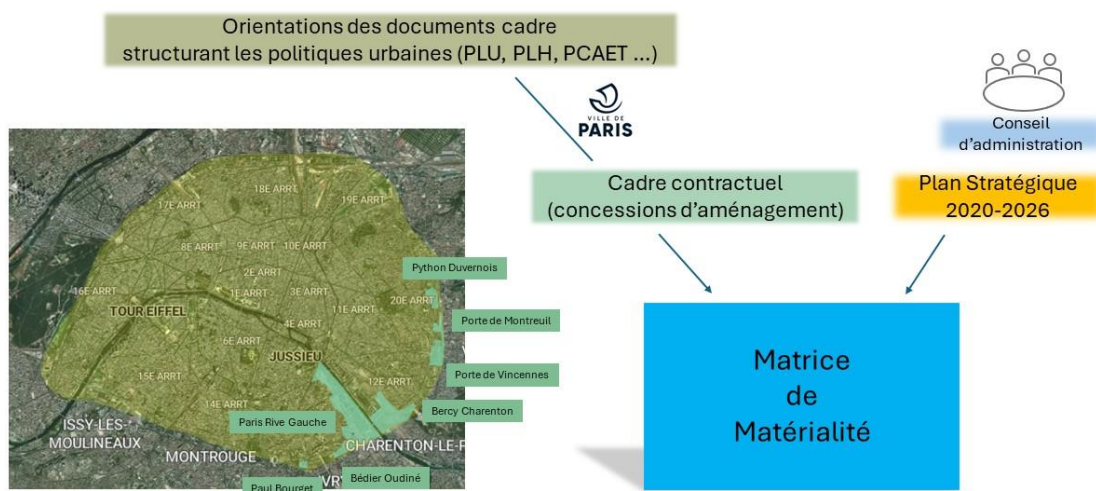 Orientations des documents cadre
structurant les politiques urbaines (PLU, PLH, PCAET ...)
VILLE DE
PARIS
Conseil
d'administration
Cadre contractuel
(concessions d'aménagement)
Plan Stratégique
2020-2026
18E ARRT
17E ARRT
19E ARRT
8E ARRT
9E ARRT
10E ARRT
2E ARRT
Python Duvernois
16E ARRT
1E ARRT
3E ARRT
20E ARRT
TOUR EIFFEL
11E ARRT
Porte de Montreuil
4E ARRT
6E ARRT
JUSSIEU
15E ARRT
12E ARRT
Porte de Vincennes
14E ARRT
Bercy Charenton
Paris Rive Gauche
ISSY-LES-
MOULINEAUX
CHARENTON-LE-P
MONTROUGE
Bédier Oudiné
Paul Bourget
Matrice
de
Matérialité